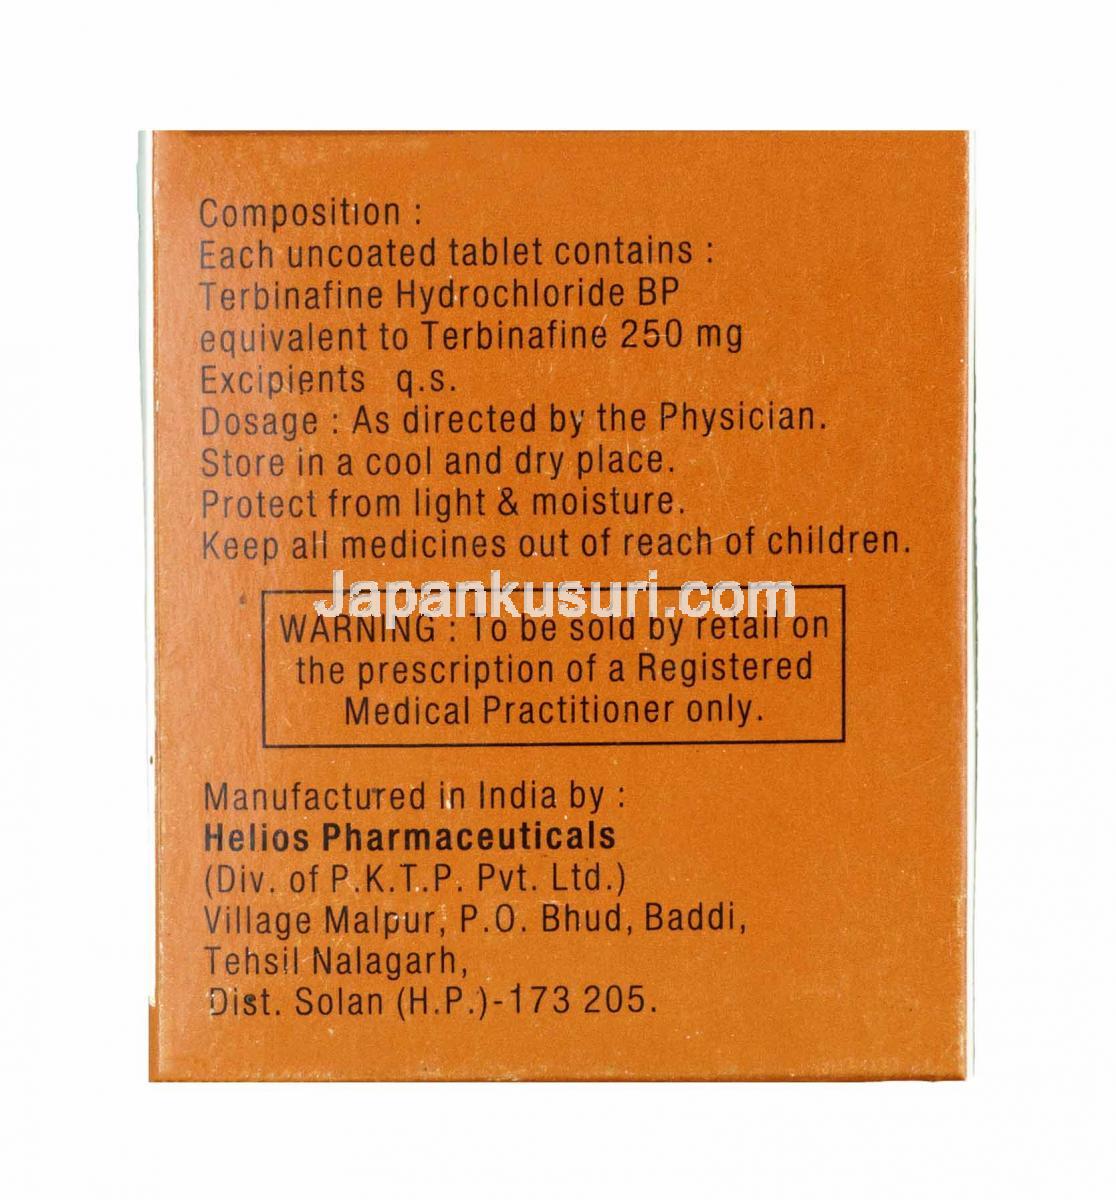 Composition :
Each uncoated tablet contains :
Terbinafine Hydrochloride BP
equivalent to Terbinafine 250 mg
Excipients q.s.
Dosage : As directed by the Physician.
Store in a cool and dry place.
Protect from light & moisture.
Keep all medicines out of reach of children.
Japankusuri.com
WARNING : To be sold by retail on
the prescription of a Registered
Medical Practitioner only.
Manufactured in India by :
Helios Pharmaceuticals
(Div. of P.K.T.P. Pvt. Ltd.)
Village Malpur, P.O. Bhud, Baddi,
Tehsil Nalagarh,
Dist. Solan (H.P.)-173 205.